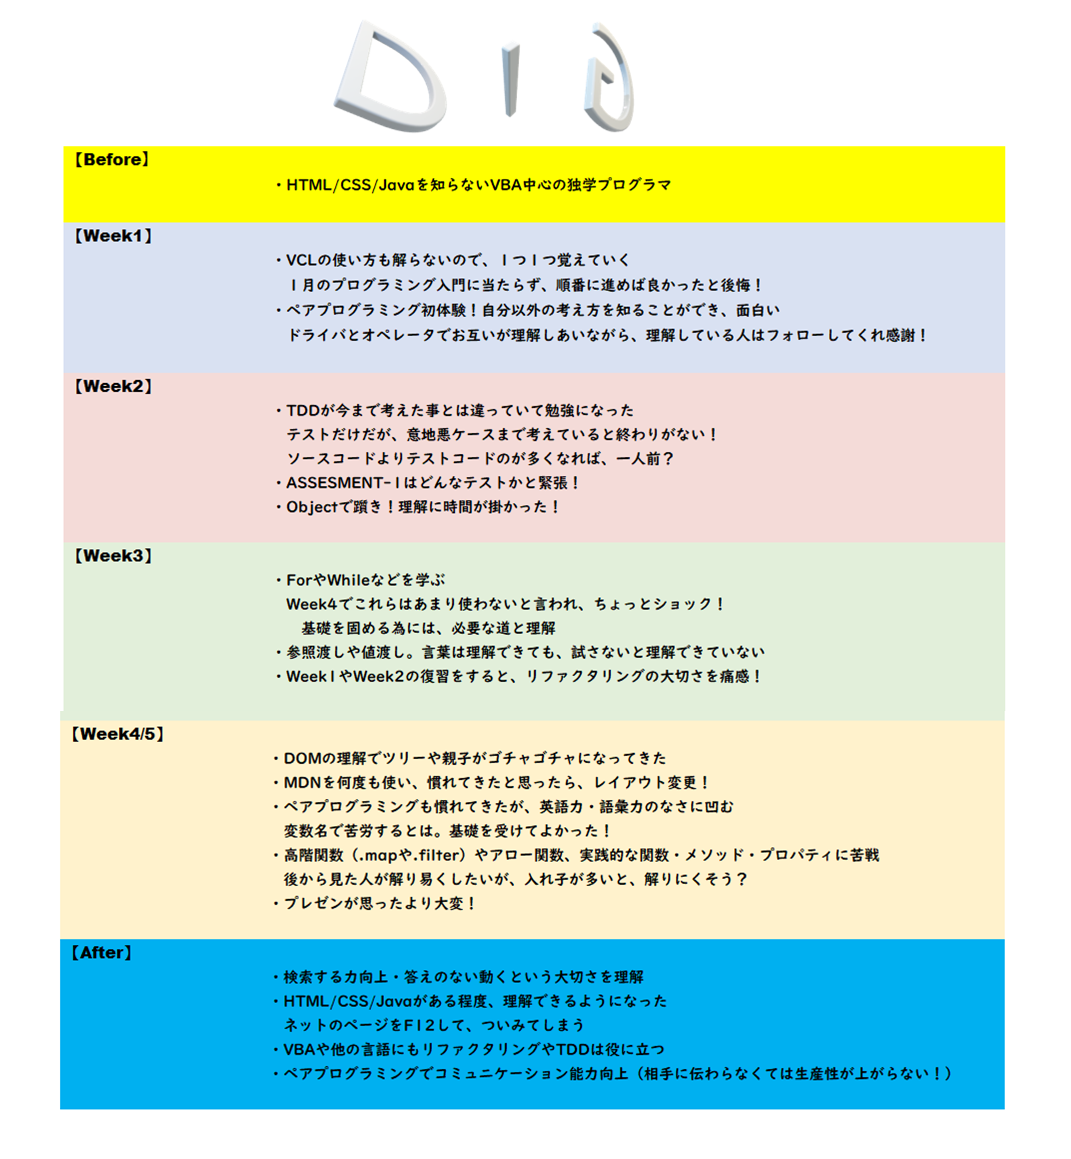 DIG
【Before】
・HTML/CSS/Javaを知らないVBA中心の独学プログラマ
【Week1】
・VCLの使い方も解らないので、1つ1つ覚えていく
1月のプログラミング入門に当たらず、順番に進めば良かったと後悔！
・ペアプログラミング初体験！自分以外の考え方を知ることができ、面白い
ドライバとオペレータでお互いが理解しあいながら、理解している人はフォローしてくれ感謝！
【Week2】
・TDDが今まで考えた事とは違っていて勉強になった
テストだけだが、意地悪ケースまで考えていると終わりがない！
ソースコードよりテストコードのが多くなれば、一人前？
・ASSESMENT-1はどんなテストかと緊張！
・Objectで躓き！理解に時間が掛かった！
【Week3】
・ForやWhileなどを学ぶ
Week4でこれらはあまり使わないと言われ、ちょっとショック！
基礎を固める為には、必要な道と理解
・参照渡しや値渡し。言葉は理解できても、試さないと理解できていない
・Week1やWeek2の復習をすると、リファクタリングの大切さを痛感！
【Week4/5】
・DOMの理解でツリーや親子がゴチャゴチャになってきた
・MDNを何度も使い、慣れてきたと思ったら、レイアウト変更！
・ペアプログラミングも慣れてきたが、英語力・語彙力のなさに凹む
変数名で苦労するとは。基礎を受けてよかった！
・高階関数（.mapや.filter）やアロー関数、実践的な関数・メソッド・プロパティに苦戦
後から見た人が解り易くしたいが、入れ子が多いと、解りにくそう？
・プレゼンが思ったより大変！
【After】
・検索する力向上・答えのない動くという大切さを理解
・HTML/CSS/Javaがある程度、理解できるようになった
ネットのページをF12して、ついみてしまう
・VBAや他の言語にもリファクタリングやTDDは役に立つ
・ペアプログラミングでコミュニケーション能力向上（相手に伝わらなくては生産性が上がらない！）